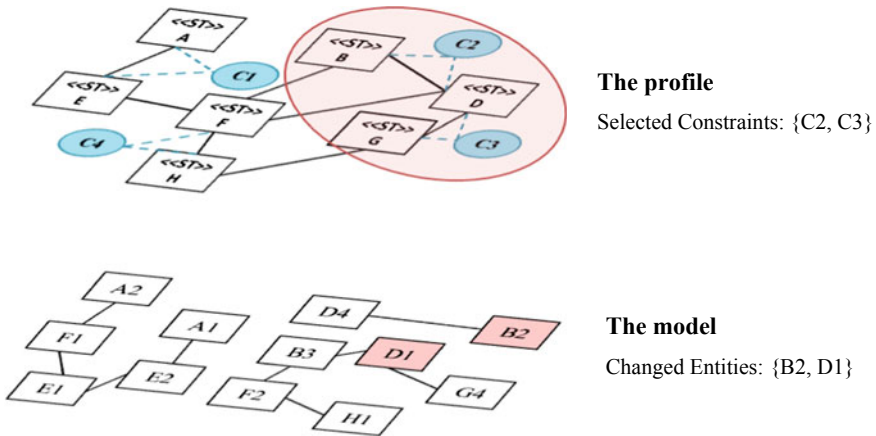 <<ST>>
A
<<ST>>
B
C2
C1
<<ST>>
E
<<ST>>
D
<<ST>>
F
<<ST>>
G
C4
C3
<<ST>>
H
The profile
Selected Constraints: {C2, C3}
A2
A1
D4
B2
F1
B3
D1
E1
E2
F2
G4
H1
The model
Changed Entities: {B2, D1}